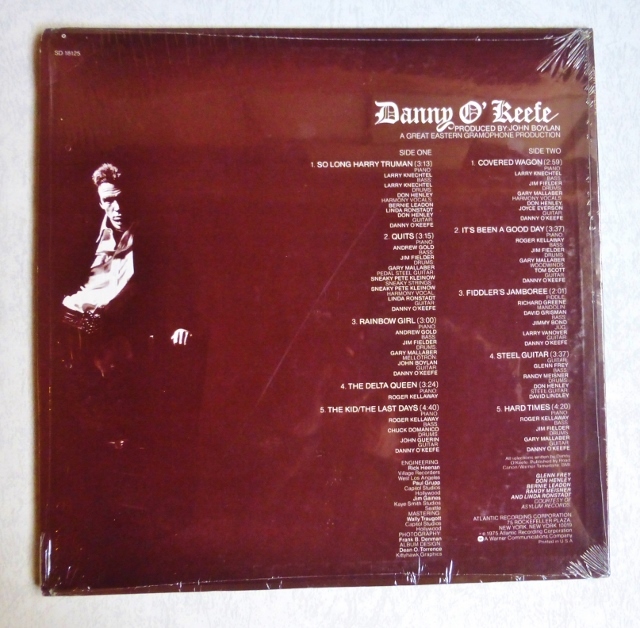 SD 18125
Danny O'Keefe
PRODUCED BY JOHN BOYLAN
A GREAT EASTERN GRAMOPHONE PRODUCTION
SIDE ONE
1. SO LONG HARRY TRUMAN (3:13)
PIANO:
LARRY KNECHTEL
BASS:
LARRY KNECHTEL
DRUMS:
DON HENLEY
HARMONY VOCALS:
BERNIE LEADON
LINDA RONSTADT
DON HENLEY
GUITAR:
DANNY O'KEEFE
2. QUITS (3:15)
PIANO:
ANDREW GOLD
BASS:
JIM FIELDER
DRUMS:
GARY MALLABER
PEDAL STEEL GUITAR:
SNEAKY PETE KLEINOW
SNEAKY STRINGS:
SNEAKY PETE KLEINOW
HARMONY VOCAL:
LINDA RONSTADT
GUITAR:
DANNY O'KEEFE
3. RAINBOW GIRL (3:00)
PIANO:
ANDREW GOLD
BASS:
JIM FIELDER
DRUMS:
GARY MALLABER
MELLOTRON:
JOHN BOYLAN
GUITAR:
DANNY O'KEEFE
4. THE DELTA QUEEN (3:24)
PIANO:
ROGER KELLAWAY
5. THE KID/THE LAST DAYS (4:40)
PIANO:
ROGER KELLAWAY
BASS:
CHUCK DOMANICO
DRUMS:
JOHN GUERIN
GUITAR:
DANNY O'KEEFE
ENGINEERING:
Rick Heenan
Village Recorders
West Los Angeles
Paul Grupp
Capitol Studios
Hollywood
Jim Gaines
Kaye Smith Studios
Seattle
MASTERING:
Wally Traugott
Capitol Studios
Hollywood
PHOTOGRAPHY:
Frank B. Denman
ALBUM DESIGN:
Dean O. Torrence
Kittyhawk Graphics
SIDE TWO
1. COVERED WAGON (2:59)
PIANO:
LARRY KNECHTEL
BASS:
JIM FIELDER
DRUMS:
GARY MALLABER
HARMONY VOCALS:
DON HENLEY
JOYCE EVERSON
GUITAR:
DANNY O'KEEFE
2. IT'S BEEN A GOOD DAY (3:37)
PIANO:
ROGER KELLAWAY
BASS:
JIM FIELDER
DRUMS:
GARY MALLABER
WOODWINDS:
TOM SCOTT
GUITAR:
DANNY O'KEEFE
3. FIDDLER'S JAMBOREE (2:01)
FIDDLE:
RICHARD GREENE
MANDOLIN:
DAVID GRISMAN
BASS:
JIMMY BOND
JUG:
LARRY VANOVER
GUITAR:
DANNY O'KEEFE
4. STEEL GUITAR (3:37)
GUITAR:
GLENN FREY
BASS:
RANDY MEISNER
DRUMS:
DON HENLEY
STEEL GUITAR:
DAVID LINDLEY
5. HARD TIMES (4:20)
PIANO:
ROGER KELLAWAY
BASS:
JIM FIELDER
DRUMS:
GARY MALLABER
GUITAR:
DANNY O'KEEFE
All selections written by Danny
O'Keefe. Published by Road
GLENN FREY
DON HENLEY
BERNIE LEADON
RANDY MEISNER
AND LINDA RONSTADT
COURTESY OF
ASYLUM RECORDS
ATLANTIC RECORDING CORPORATION
75 ROCKEFELLER PLAZA,
NEW YORK, NEW YORK 10019
1975 Atlantic Recording Corporation
A Warner Communications Company
Printed in U.S.A.